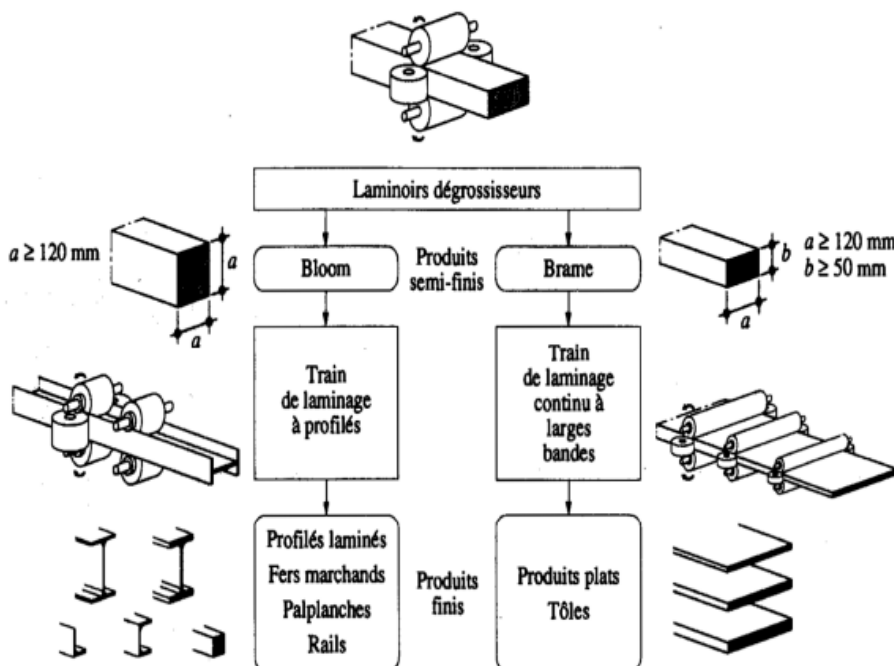 Laminoirs dégrossisseurs
a ≥ 120 mm
a
a
Bloom
Produits
semi-finis
Brame
b
a
a ≥ 120 mm
b ≥ 50 mm
Train
de laminage
à profilés
Train
de laminage
continu à
larges
bandes
Profilés laminés
Fers marchands
Palplanches
Rails
Produits
finis
Produits plats
Tôles